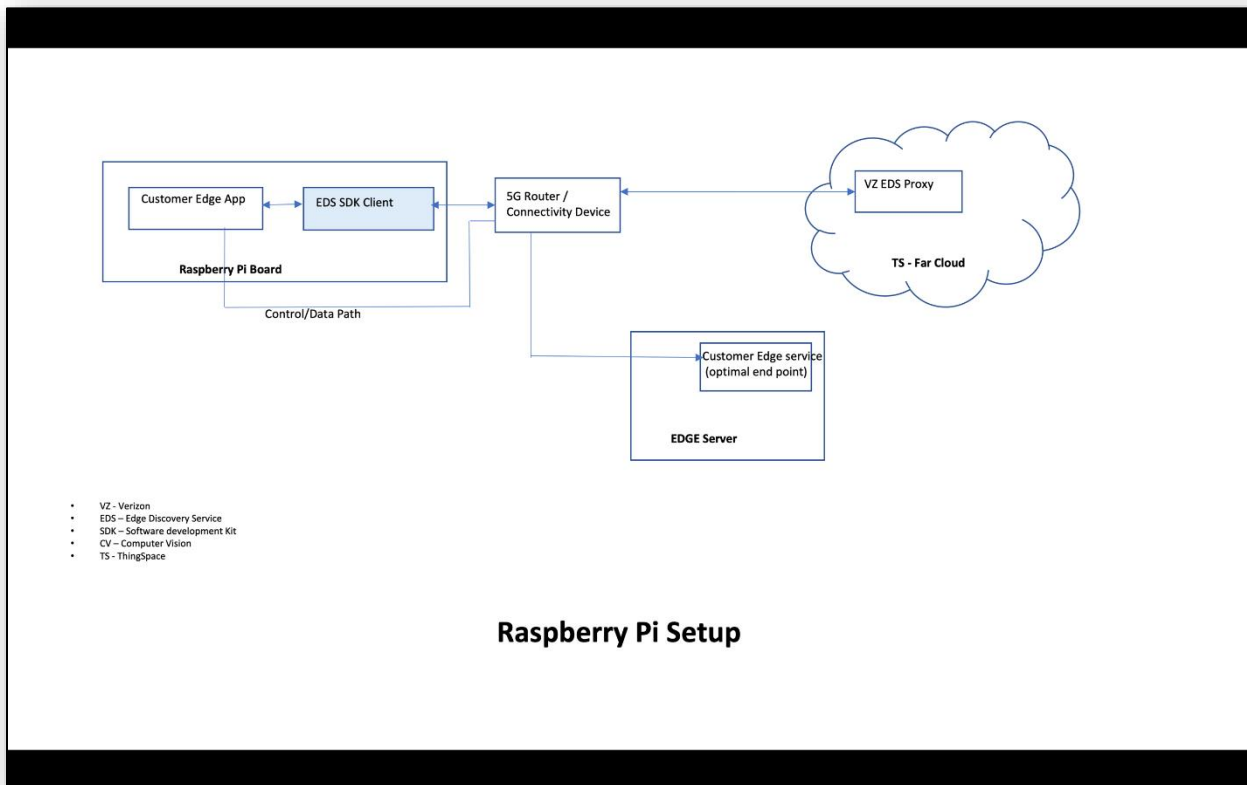 Customer Edge App
EDS SDK Client
Raspberry Pi Board
Control/Data Path
5G Router /
Connectivity Device
VZ EDS Proxy
TS - Far Cloud
Customer Edge service
(optimal end point)
EDGE Server
• VZ - Verizon
• EDS – Edge Discovery Service
• SDK – Software development Kit
• CV – Computer Vision
• TS - ThingSpace
Raspberry Pi Setup